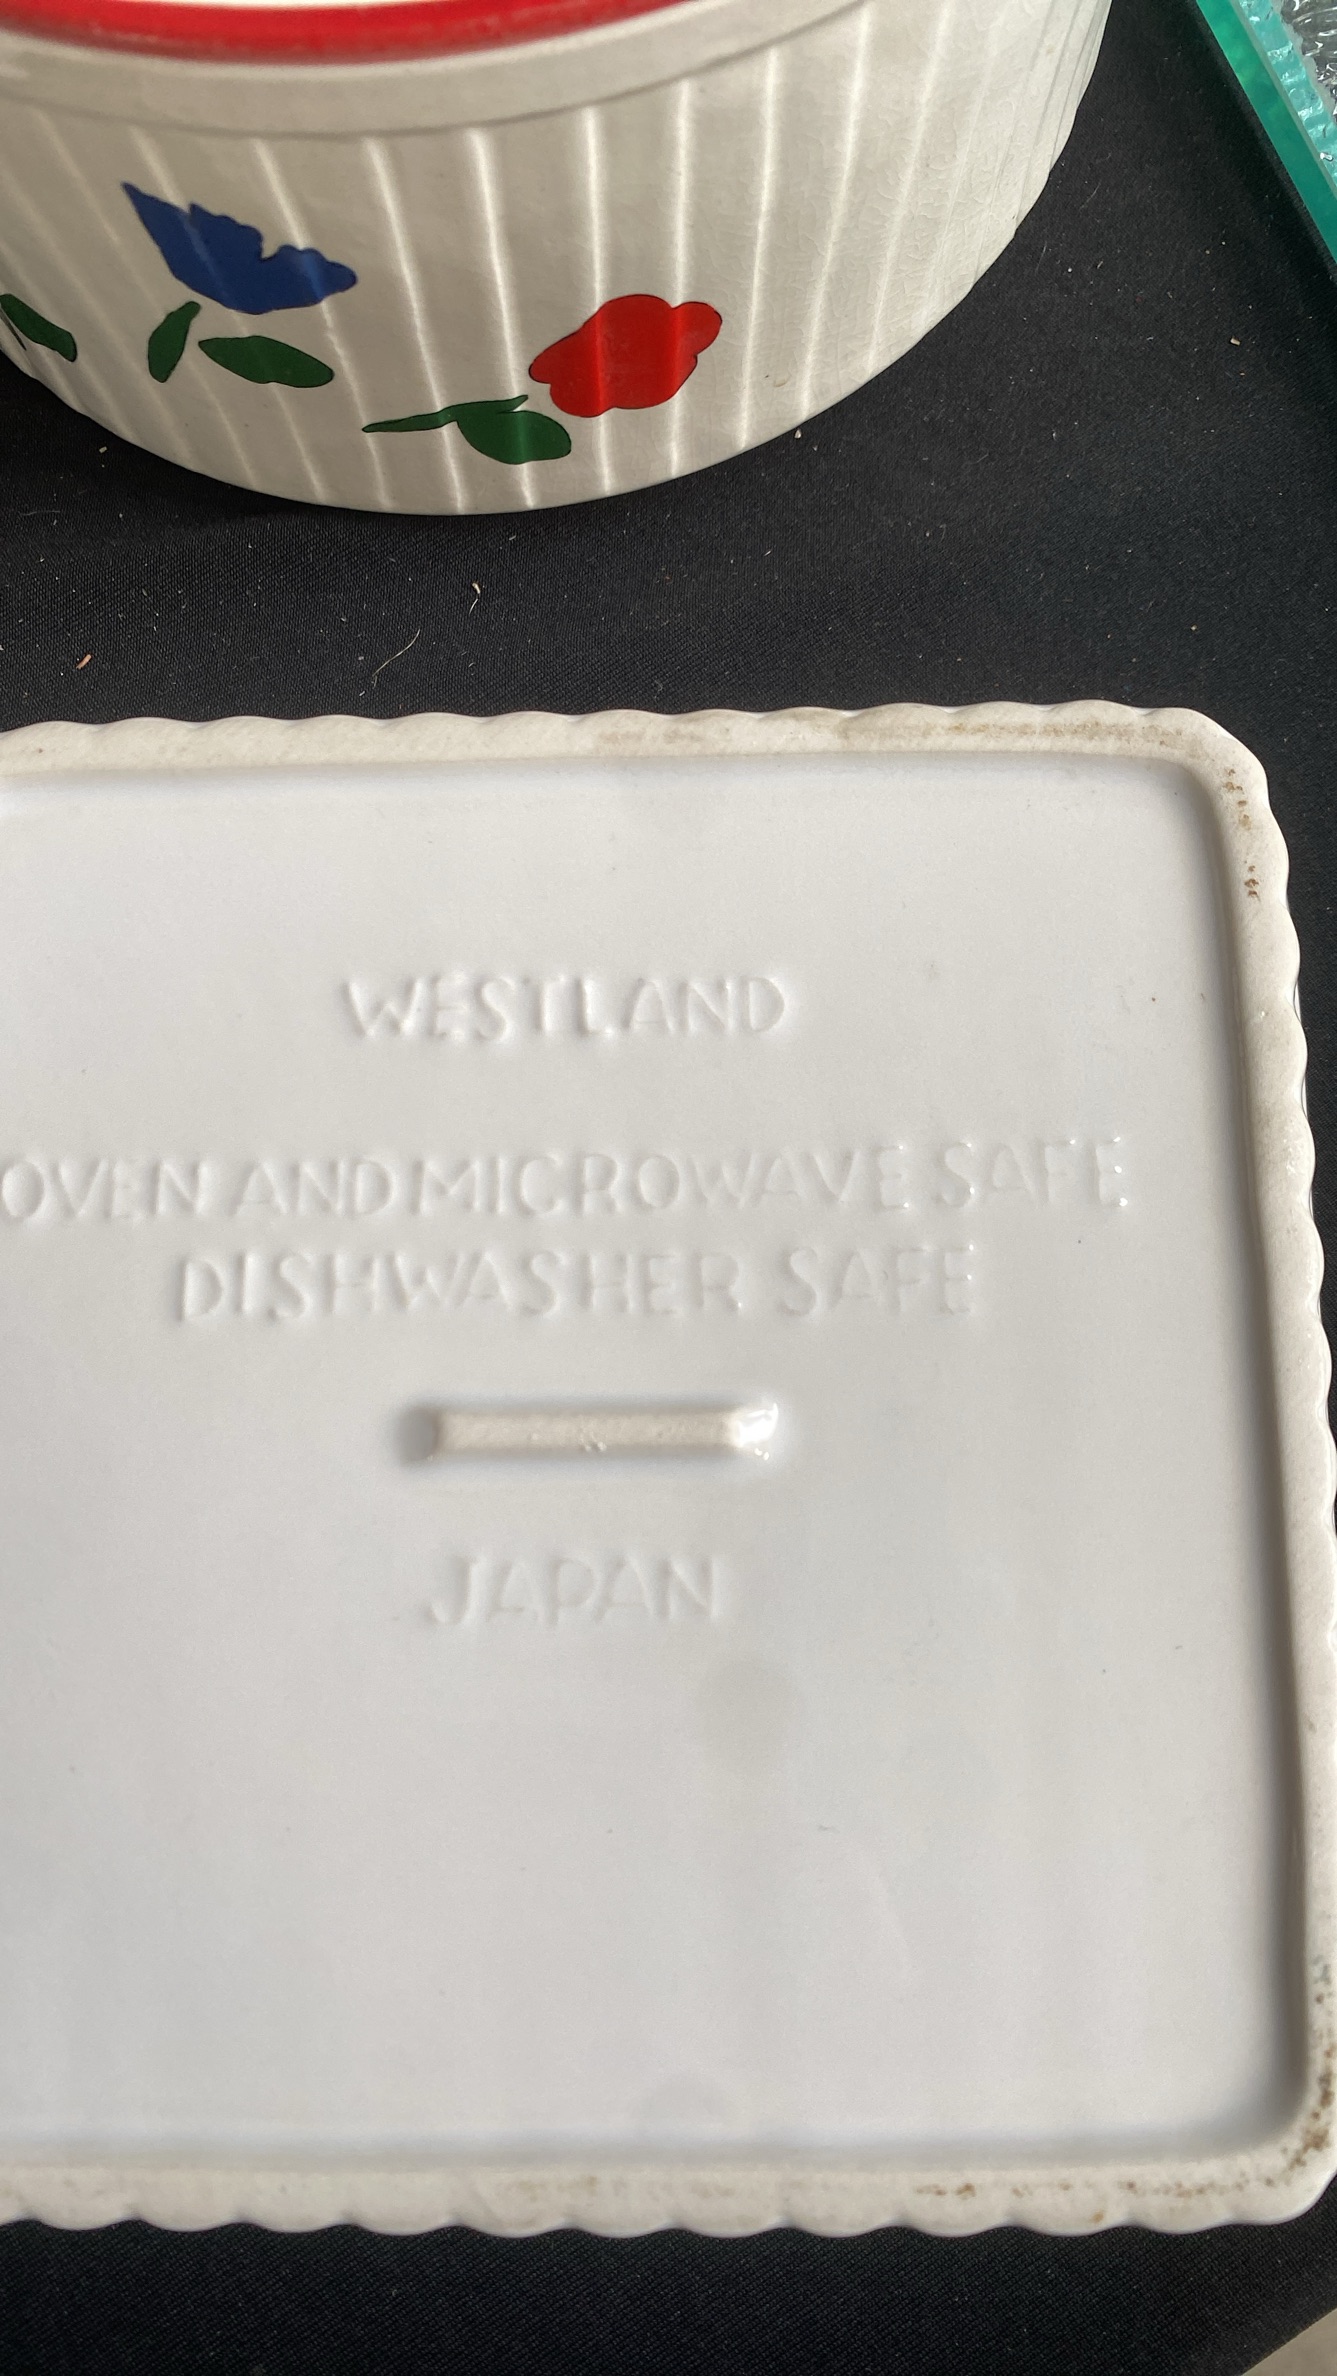 WESTLAND
OVEN AND MICROWAVE SAFE
DISHWASHER SAFE
JAPAN